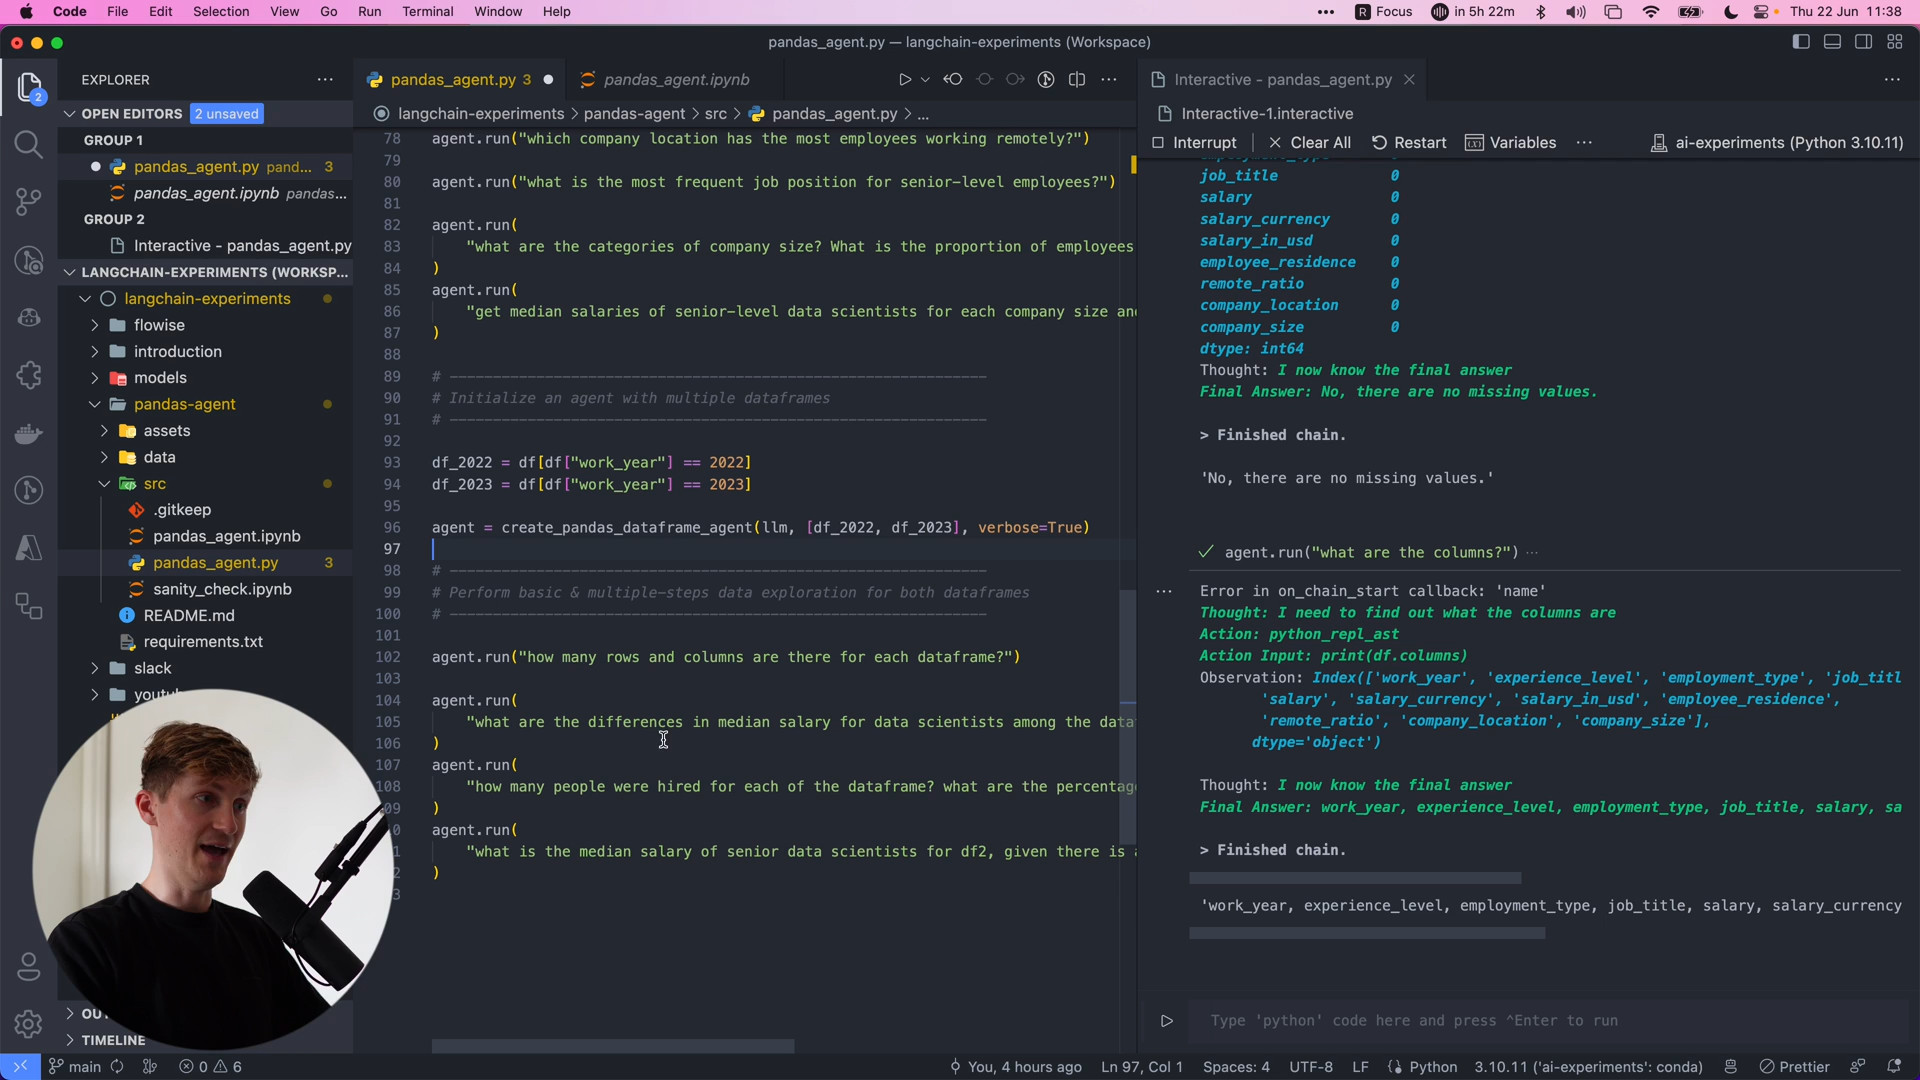 Code File Edit Selection View Go Run Terminal Window Help ••• R Focus in 5h 22m Thu 22 Jun 11:38
pandas_agent.py — langchain-experiments (Workspace)
EXPLORER
OPEN EDITORS 2 unsaved
GROUP 1
pandas_agent.py pand... 3
pandas_agent.ipynb pandas...
GROUP 2
Interactive - pandas_agent.py
LANGCHAIN-EXPERIMENTS (WORKSP...
langchain-experiments
flowise
introduction
models
pandas-agent
assets
data
src
.gitkeep
pandas_agent.ipynb
pandas_agent.py 3
sanity_check.ipynb
README.md
requirements.txt
slack
TIMELINE
2
pandas_agent.py 3
pandas_agent.ipynb
langchain-experiments > pandas-agent > src > pandas_agent.py > ...
78 agent.run("which company location has the most employees working remotely?")
79
80 agent.run("what is the most frequent job position for senior-level employees?")
81
82 agent.run(
83 "what are the categories of company size? What is the proportion of employees
84 )
85 agent.run(
86 "get median salaries of senior-level data scientists for each company size an
87 )
88
89 # ----------------------------------------------------------------
90 # Initialize an agent with multiple dataframes
91 # ----------------------------------------------------------------
92
93 df_2022 = df[df["work_year"] == 2022]
94 df_2023 = df[df["work_year"] == 2023]
95
96 agent = create_pandas_dataframe_agent(llm, [df_2022, df_2023], verbose=True)
97
98 # ----------------------------------------------------------------
99 # Perform basic & multiple-steps data exploration for both dataframes
100 # ----------------------------------------------------------------
101
102 agent.run("how many rows and columns are there for each dataframe?")
103
104 agent.run(
105 "what are the differences in median salary for data scientists among the data
106 )
107 agent.run(
108 "how many people were hired for each of the dataframe? what are the percentag
09 )
0 agent.run(
1 "what is the median salary of senior data scientists for df2, given there is
2 )
3
Interactive - pandas_agent.py
Interactive-1.interactive
Interrupt Clear All Restart Variables ... ai-experiments (Python 3.10.11)
job_title 0
salary 0
salary_currency 0
salary_in_usd 0
employee_residence 0
remote_ratio 0
company_location 0
company_size 0
dtype: int64
Thought: I now know the final answer
Final Answer: No, there are no missing values.
> Finished chain.
'No, there are no missing values.'
agent.run("what are the columns?") ...
Error in on_chain_start callback: 'name'
Thought: I need to find out what the columns are
Action: python_repl_ast
Action Input: print(df.columns)
Observation: Index(['work_year', 'experience_level', 'employment_type', 'job_titl
'salary', 'salary_currency', 'salary_in_usd', 'employee_residence',
'remote_ratio', 'company_location', 'company_size'],
dtype='object')
Thought: I now know the final answer
Final Answer: work_year, experience_level, employment_type, job_title, salary, sa
> Finished chain.
'work_year, experience_level, employment_type, job_title, salary, salary_currency
Type 'python' code here and press ^Enter to run
main 0 6 You, 4 hours ago Ln 97, Col 1 Spaces: 4 UTF-8 LF Python 3.10.11 ('ai-experiments': conda) Prettier